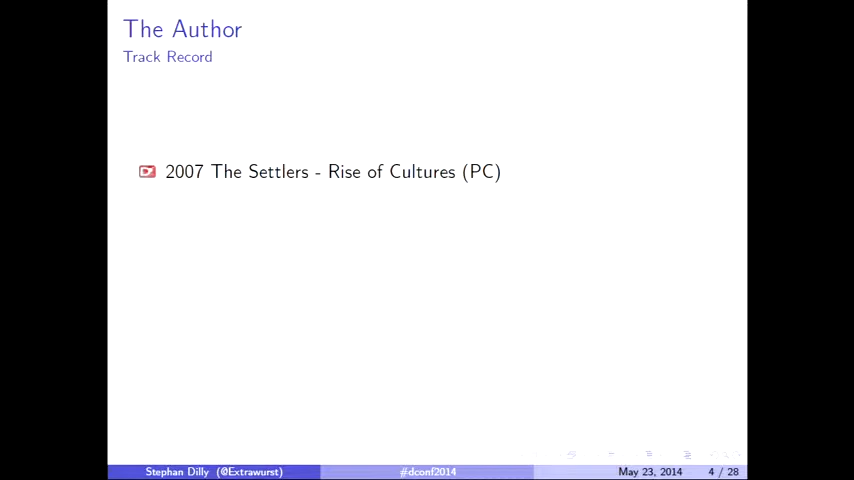 The Author
Track Record
2007 The Settlers - Rise of Cultures (PC)
Stephan Dilly (@Extrawurst) #dconf2014 May 23, 2014 4 / 28